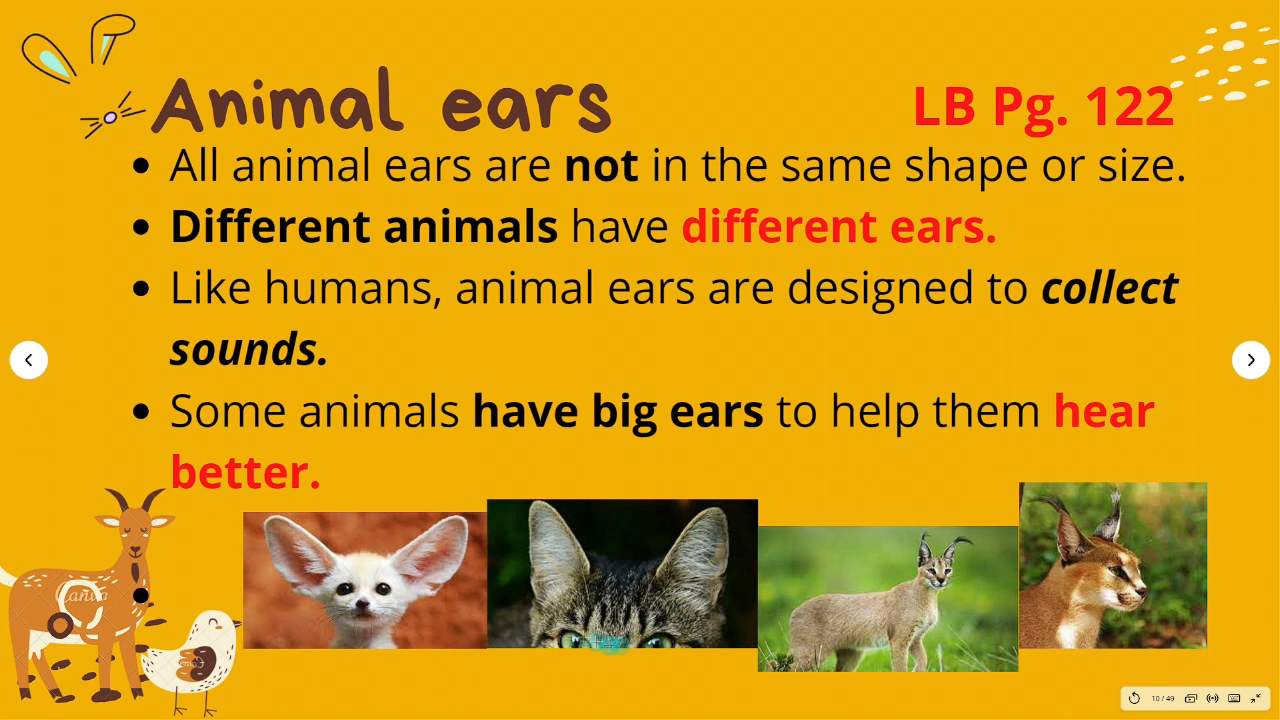 Animal ears
LB Pg. 122
All animal ears are not in the same shape or size.
Different animals have different ears.
Like humans, animal ears are designed to collect
sounds.
Some animals have big ears to help them hear
better.
Canva
10 / 49